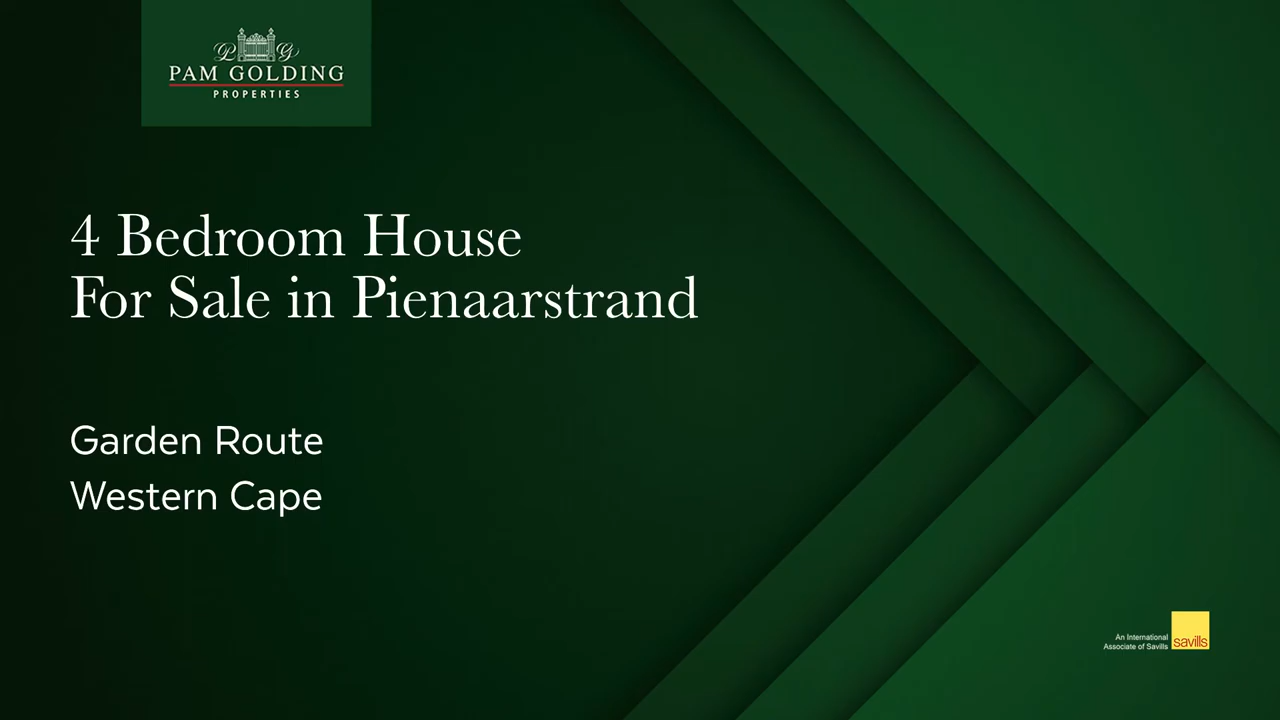 P G
PAM GOLDING
PROPERTIES
4 Bedroom House
For Sale in Pienaarstrand
Garden Route
Western Cape
An International
Associate of Savills
savills